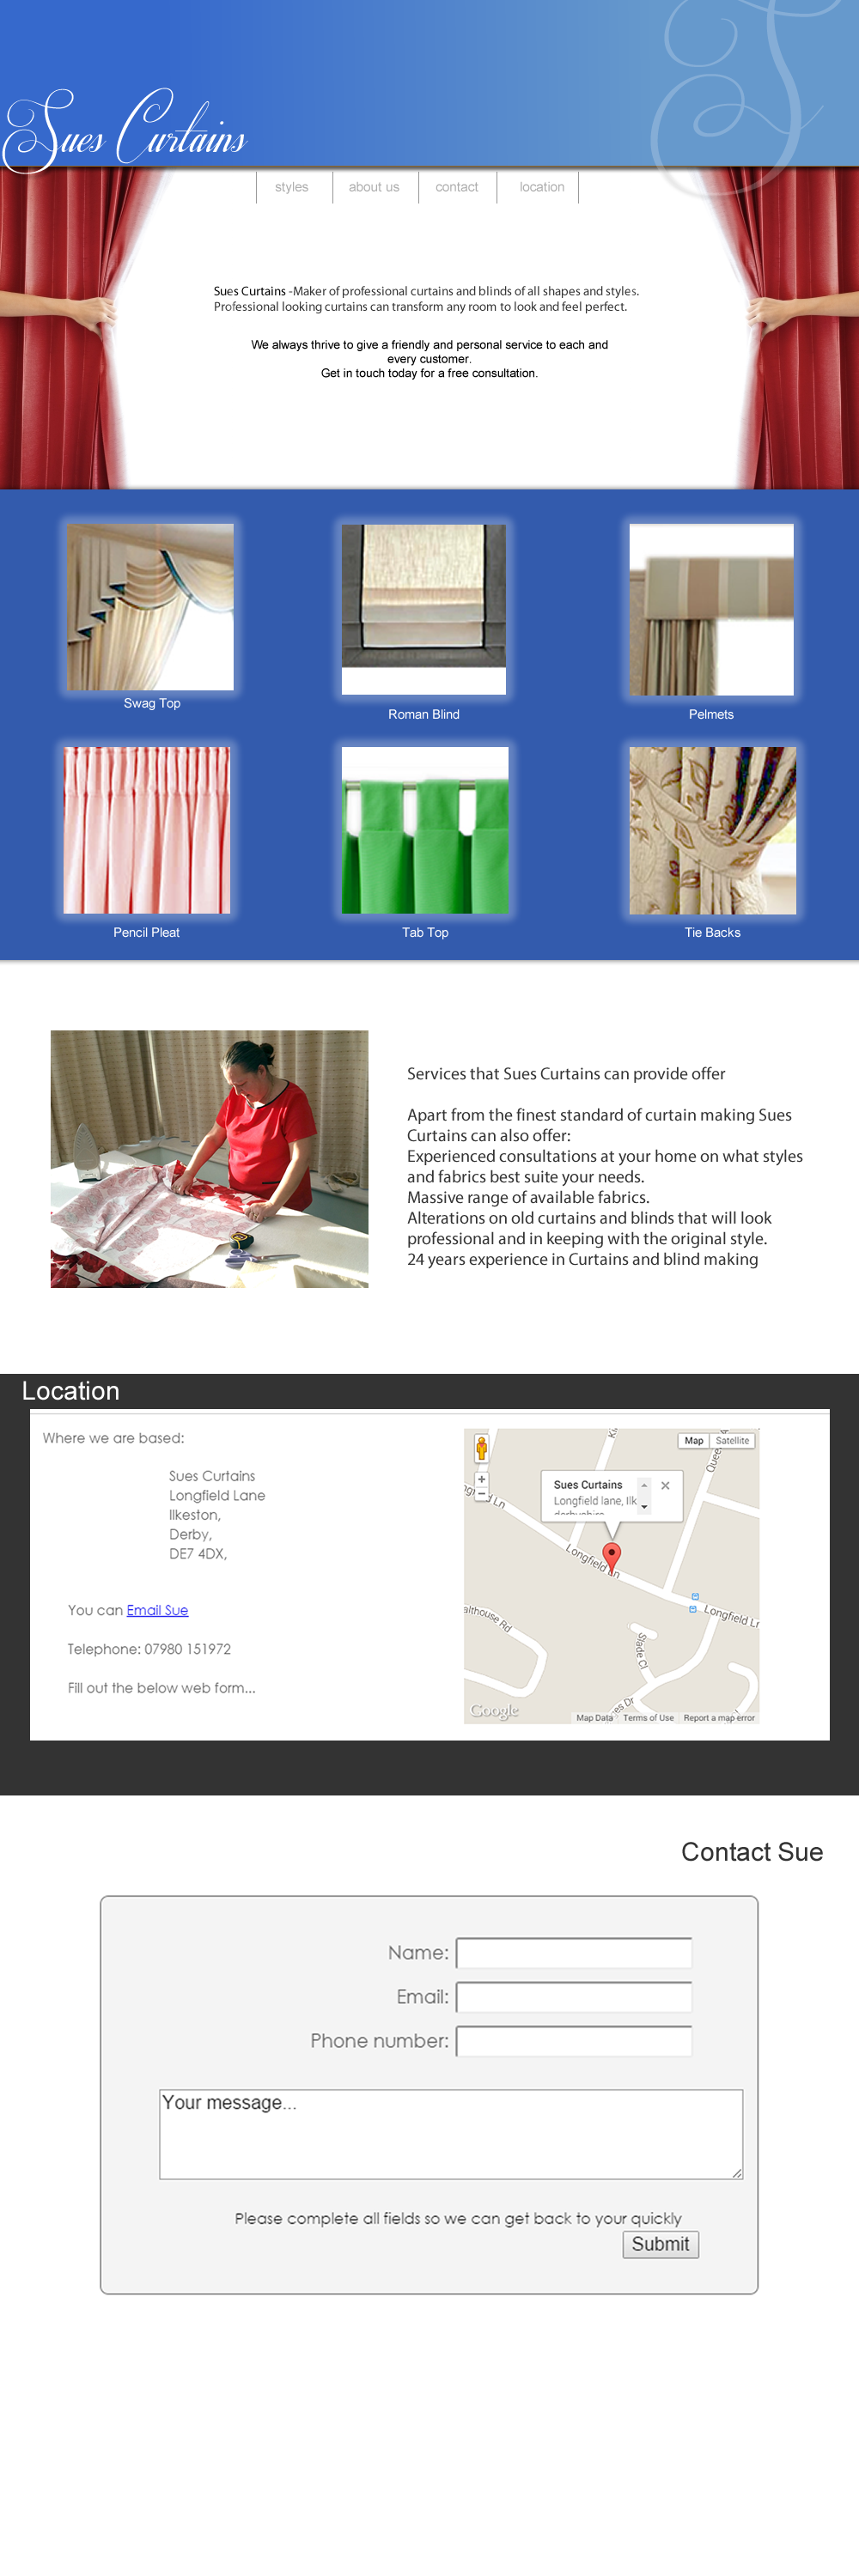 Sues Curtains
styles
about us
contact
location
Sues Curtains -Maker of professional curtains and blinds of all shapes and styles.
Professional looking curtains can transform any room to look and feel perfect.
We always thrive to give a friendly and personal service to each and
every customer.
Get in touch today for a free consultation.
Swag Top
Roman Blind
Pelmets
Pencil Pleat
Tab Top
Tie Backs
Services that Sues Curtains can provide offer
Apart from the finest standard of curtain making Sues
Curtains can also offer:
Experienced consultations at your home on what styles
and fabrics best suite your needs.
Massive range of available fabrics.
Alterations on old curtains and blinds that will look
professional and in keeping with the original style.
24 years experience in Curtains and blind making
Location
Where we are based:
Sues Curtains
Longfield Lane
Ilkeston,
Derby,
DE7 4DX,
You can Email Sue
Telephone: 07980 151972
Fill out the below web form...
Map
Satellite
Sues Curtains
Longfield lane, Ilk
derbyshire
Longfield Ln
Longfield Ln
althouse Rd
Slade Cl
Google
Map Data
Terms of Use
Report a map error
Contact Sue
Name:
Email:
Phone number:
Your message...
Please complete all fields so we can get back to your quickly
Submit